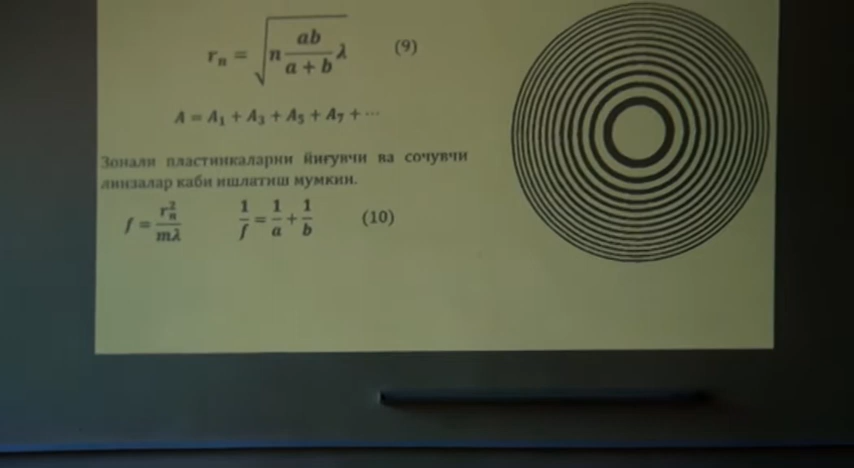 rₙ = √(n ab/(a + b) λ) (9)
A = A₁ + A₃ + A₅ + A₇ + ⋯
Зонали пластинкаларни йиғувчи ва сочувчи
линзалар каби ишлатиш мумкин.
f = rₙ²/mλ 1/f = 1/a + 1/b (10)